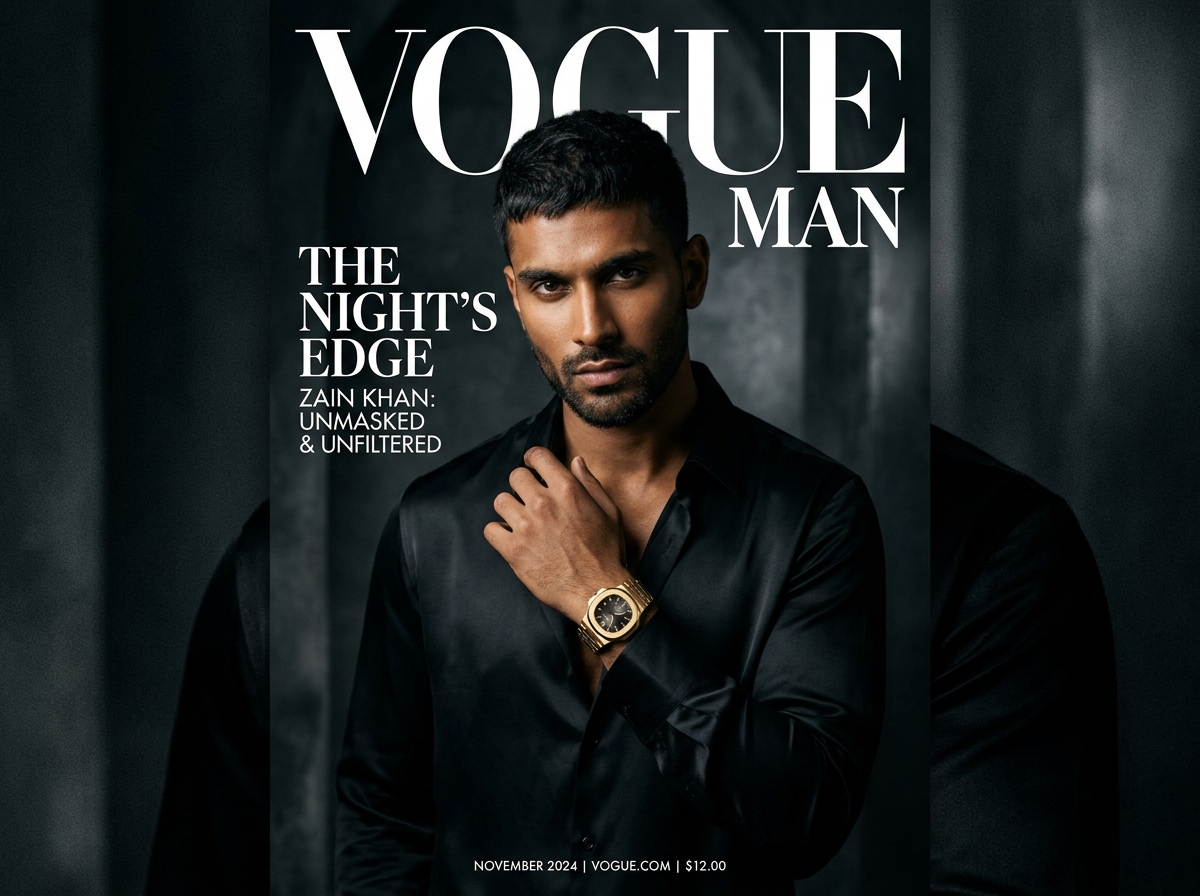 VOGUE
MAN
THE
NIGHT'S
EDGE
ZAIN KHAN:
UNMASKED
& UNFILTERED
NOVEMBER 2024 | VOGUE.COM | $12.00